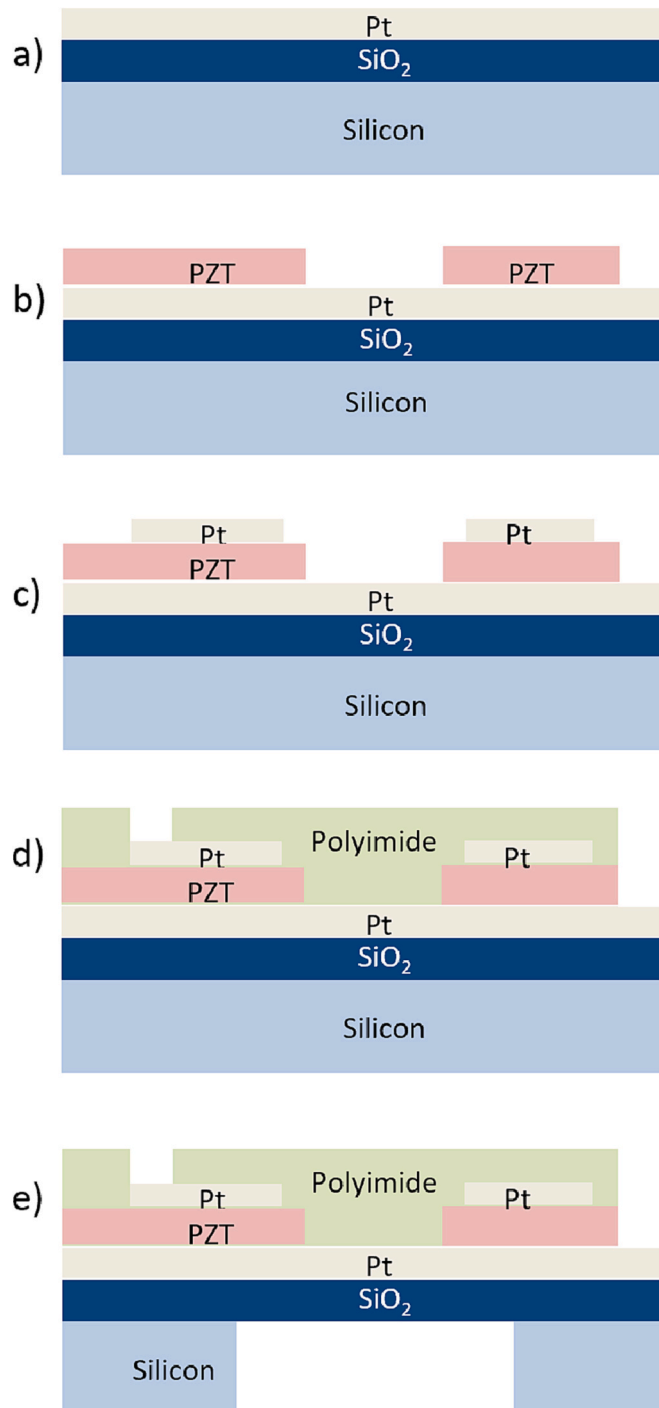 a)
Pt
SiO₂
Silicon
b)
PZT PZT
Pt
SiO₂
Silicon
c)
Pt Pt
PZT
Pt
SiO₂
Silicon
d)
Polyimide
Pt Pt
PZT
Pt
SiO₂
Silicon
e)
Polyimide
Pt Pt
PZT
Pt
SiO₂
Silicon